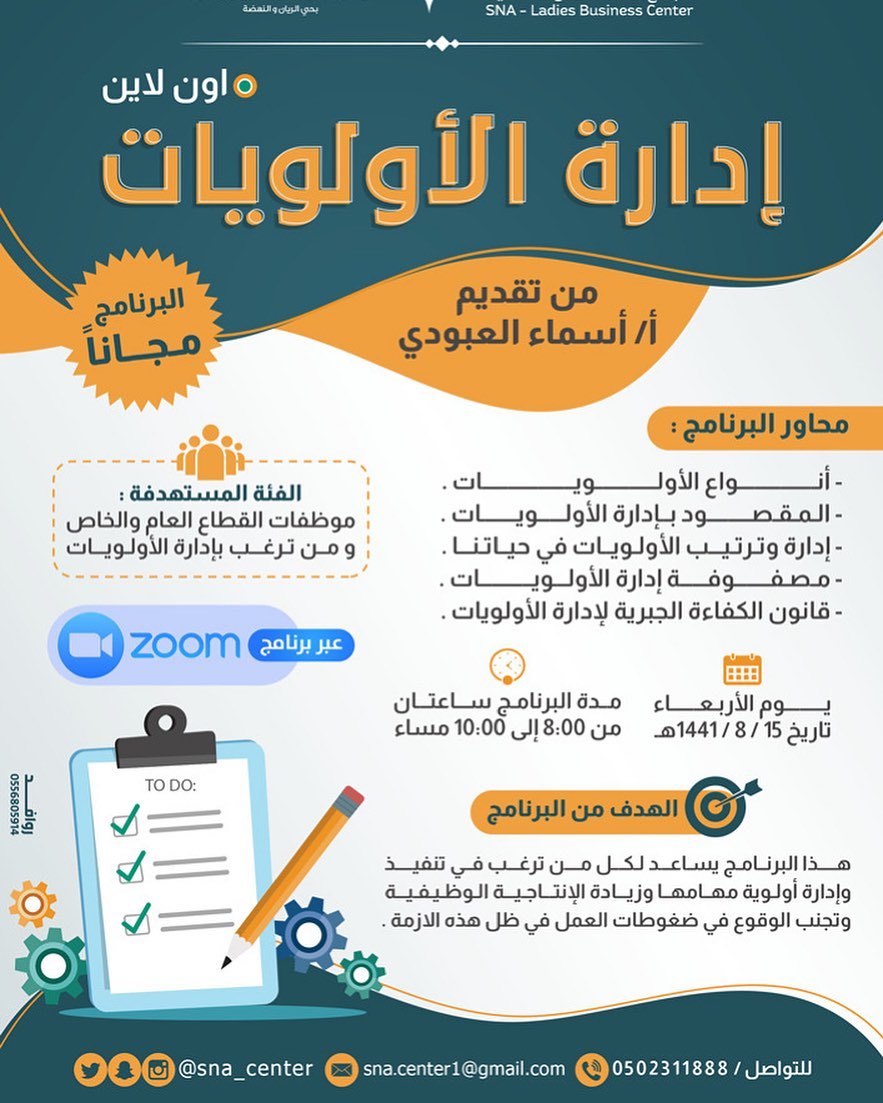 بحي الريان و النهضة
SNA - Ladies Business Center
اون لاين
إدارة الأولويات
من تقديم
أ/ أسماء العبودي
البرنامج
مجاناً
محاور البرنامج :
- أنواع الأولويات .
- المقصود بإدارة الأولويات .
- إدارة وترتيب الأولويات في حياتنا .
- مصفوفة إدارة الأولويات .
- قانون الكفاءة الجبرية لإدارة الأولويات .
الفئة المستهدفة :
موظفات القطاع العام والخاص
و من ترغب بإدارة الأولويات
عبر برنامج zoom
يوم الأربعاء
تاريخ 15 / 8 / 1441هـ
مدة البرنامج ساعتان
من 8:00 إلى 10:00 مساء
الهدف من البرنامج
هذا البرنامج يساعد لكل من ترغب في تنفيذ
وإدارة أولوية مهامها وزيادة الإنتاجية الوظيفية
وتجنب الوقوع في ضغوطات العمل في ظل هذه الازمة .
TO DO:
روافد
0556805914
للتواصل / 0502311888
sna.center1@gmail.com
@sna_center